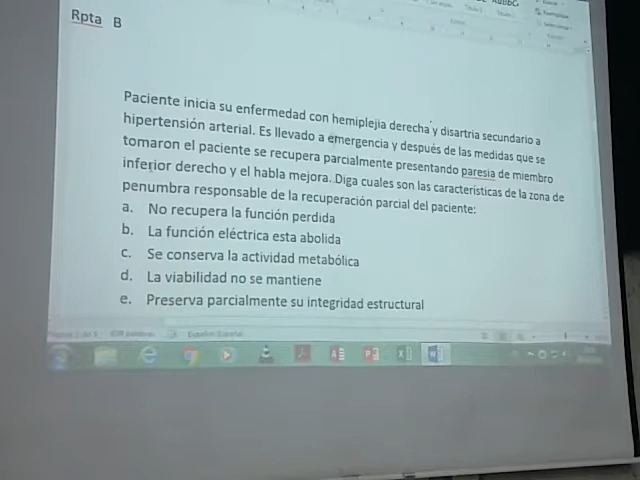 Rpta B
Paciente inicia su enfermedad con hemiplejia derecha y disartria secundario a
hipertensión arterial. Es llevado a emergencia y después de las medidas que se
tomaron el paciente se recupera parcialmente presentando paresia de miembro
inferior derecho y el habla mejora. Diga cuales son las características de la zona de
penumbra responsable de la recuperación parcial del paciente:
a. No recupera la función perdida
b. La función eléctrica esta abolida
c. Se conserva la actividad metabólica
d. La viabilidad no se mantiene
e. Preserva parcialmente su integridad estructural